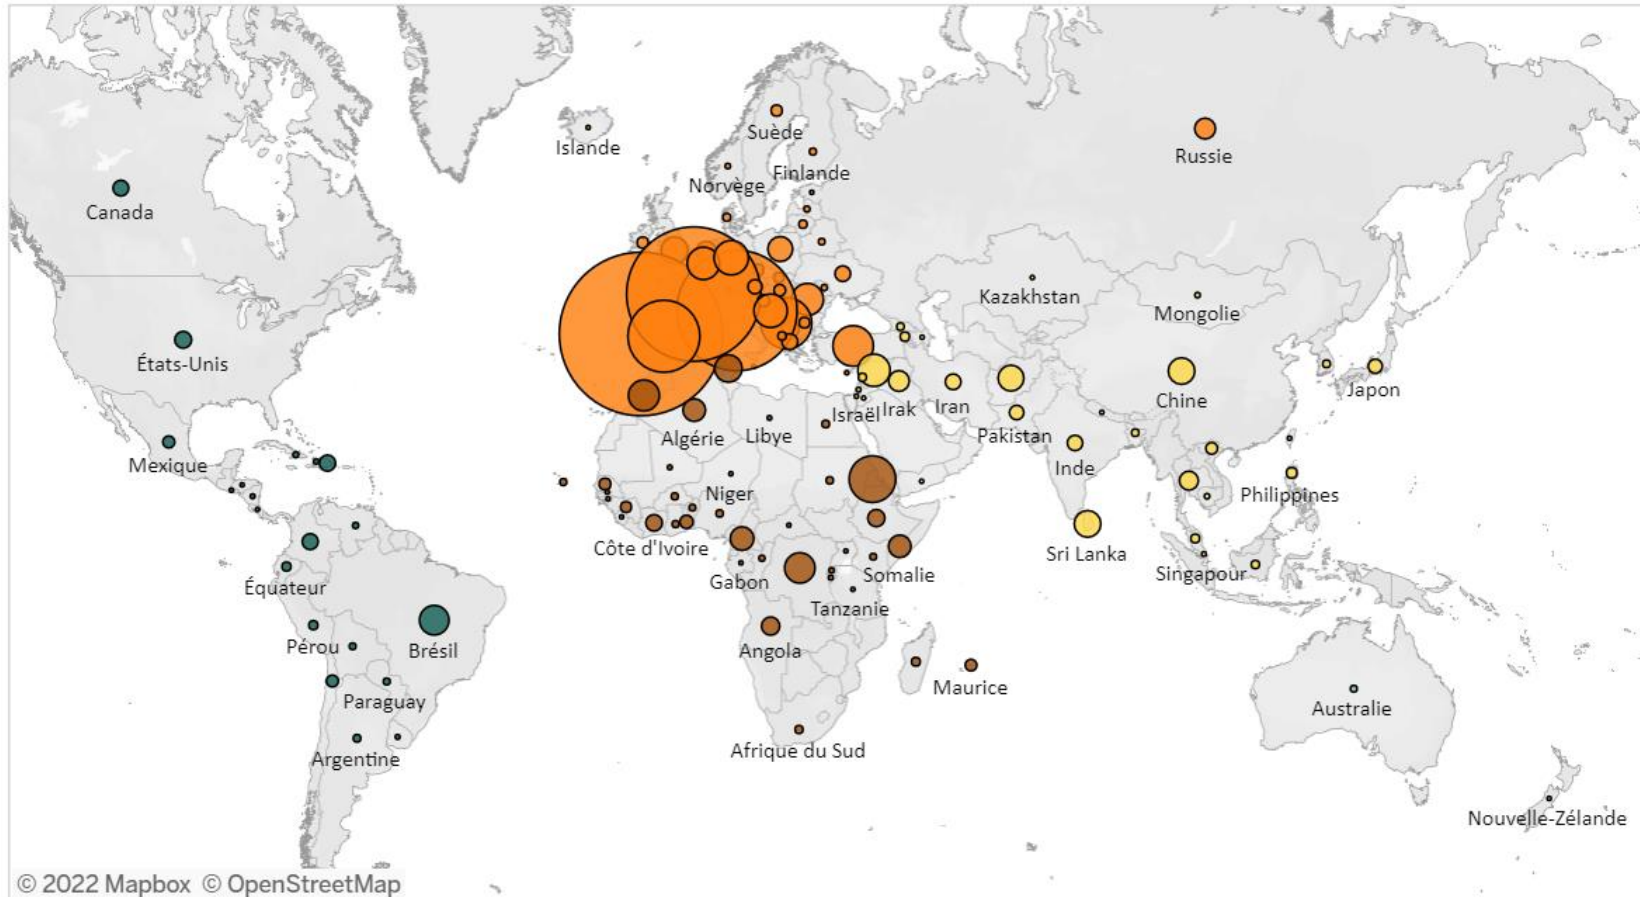 Islande
Suède
Norvège
Finlande
Russie
Canada
États-Unis
Mexique
Kazakhstan
Mongolie
Chine
Japon
Israël
Irak
Iran
Pakistan
Inde
Algérie
Libye
Niger
Philippines
Côte d'Ivoire
Gabon
Somalie
Sri Lanka
Singapour
Équateur
Tanzanie
Pérou
Brésil
Angola
Paraguay
Maurice
Australie
Argentine
Afrique du Sud
Nouvelle-Zélande
© 2022 Mapbox © OpenStreetMap